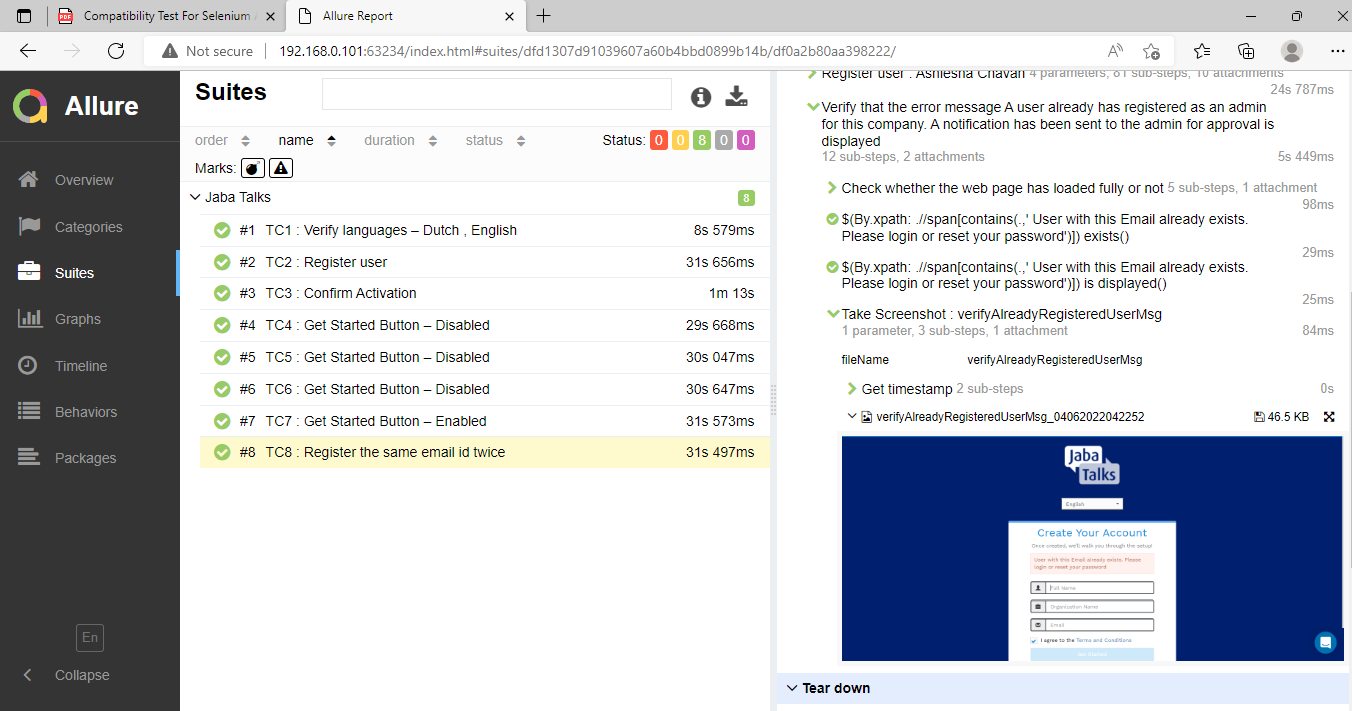 Compatibility Test For Selenium
Allure Report
Not secure
192.168.0.101:63234/index.html#suites/dfd1307d91039607a60b4bbd0899b14b/df0a2b80aa398222/
Allure
Overview
Categories
Suites
Graphs
Timeline
Behaviors
Packages
En
Collapse
Suites
order name duration status Status: 0 0 8 0 0
Marks:
Jaba Talks 8
#1 TC1 : Verify languages – Dutch , English 8s 579ms
#2 TC2 : Register user 31s 656ms
#3 TC3 : Confirm Activation 1m 13s
#4 TC4 : Get Started Button – Disabled 29s 668ms
#5 TC5 : Get Started Button – Disabled 30s 047ms
#6 TC6 : Get Started Button – Disabled 30s 647ms
#7 TC7 : Get Started Button – Enabled 31s 573ms
#8 TC8 : Register the same email id twice 31s 497ms
Register user : Ashlesha Chavan 4 parameters, 81 sub-steps, 10 attachments
24s 787ms
Verify that the error message A user already has registered as an admin
for this company. A notification has been sent to the admin for approval is
displayed
12 sub-steps, 2 attachments 5s 449ms
Check whether the web page has loaded fully or not 5 sub-steps, 1 attachment
98ms
$(By.xpath: .//span[contains(.,' User with this Email already exists.
Please login or reset your password')]) exists()
29ms
$(By.xpath: .//span[contains(.,' User with this Email already exists.
Please login or reset your password')]) is displayed()
25ms
Take Screenshot : verifyAlreadyRegisteredUserMsg
1 parameter, 3 sub-steps, 1 attachment 84ms
fileName verifyAlreadyRegisteredUserMsg
Get timestamp 2 sub-steps 0s
verifyAlreadyRegisteredUserMsg_04062022042252 46.5 KB
Jaba
Talks
English
Create Your Account
Once created, we'll walk you through the setup!
User with this Email already exists. Please
login or reset your password
Full Name
Organization Name
Email
I agree to the Terms and Conditions
Get Started
Tear down